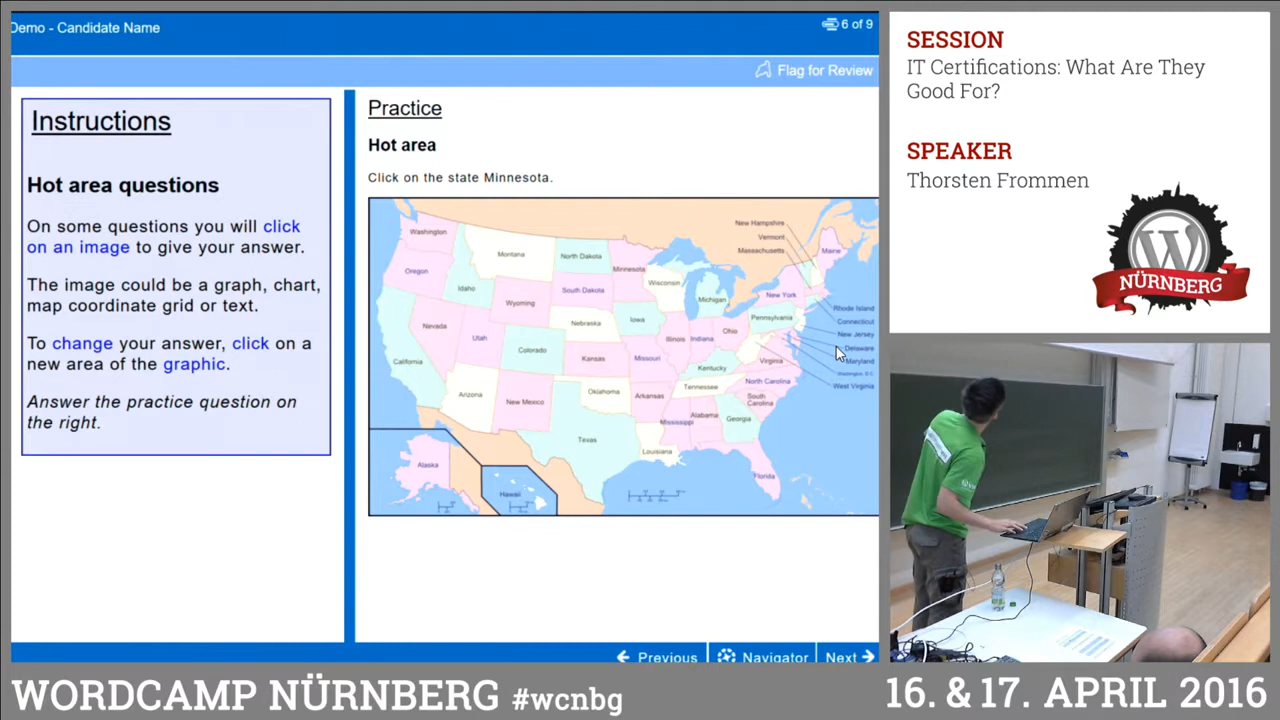 Demo - Candidate Name
6 of 9
Flag for Review
Instructions
Hot area questions
On some questions you will click
on an image to give your answer.
The image could be a graph, chart,
map coordinate grid or text.
To change your answer, click on a
new area of the graphic.
Answer the practice question on
the right.
Practice
Hot area
Click on the state Minnesota.
Washington
Oregon
Idaho
Montana
North Dakota
Minnesota
Wisconsin
Michigan
New Hampshire
Vermont
Massachusetts
Maine
New York
South Dakota
Wyoming
Nebraska
Iowa
Pennsylvania
Rhode Island
Connecticut
New Jersey
Delaware
Maryland
Washington, D.C.
West Virginia
Nevada
Utah
Colorado
Kansas
Missouri
Illinois
Indiana
Ohio
Kentucky
Virginia
California
Arizona
New Mexico
Oklahoma
Arkansas
Tennessee
North Carolina
South
Carolina
Mississippi
Alabama
Georgia
Texas
Louisiana
Florida
Alaska
Hawaii
Previous
Navigator
Next
SESSION
IT Certifications: What Are They
Good For?
SPEAKER
Thorsten Frommen
W
NÜRNBERG
WORDCAMP NÜRNBERG #wcnbg
16. & 17. APRIL 2016